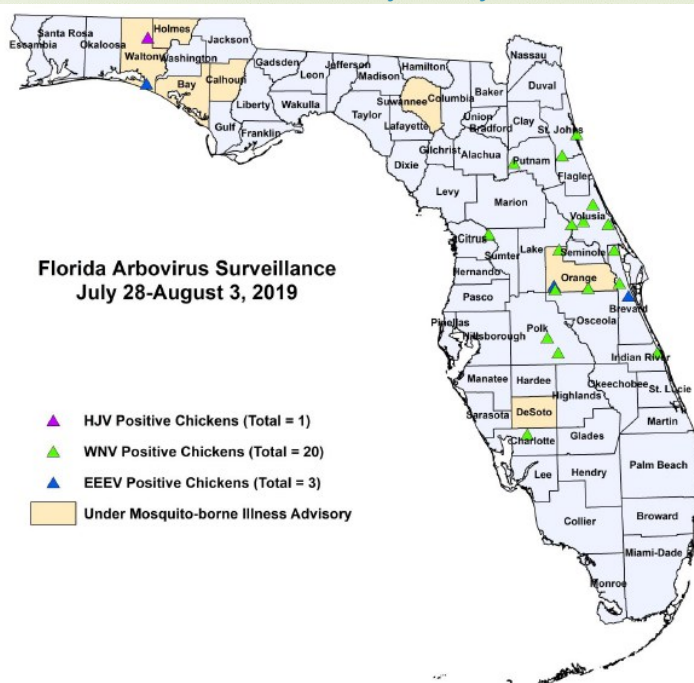 Holmes
Santa Rosa
Escambia
Okaloosa
Jackson
Walton
Washington
Bay
Calhoun
Gulf
Liberty
Franklin
Gadsden
Leon
Wakulla
Jefferson
Madison
Taylor
Hamilton
Suwannee
Columbia
Lafayette
Dixie
Gilchrist
Baker
Union
Bradford
Alachua
Levy
Nassau
Duval
Clay
St. Johns
Putnam
Flagler
Marion
Volusia
Citrus
Sumter
Lake
Seminole
Orange
Hernando
Pasco
Brevard
Osceola
Pinellas
Hillsborough
Polk
Indian River
Manatee
Hardee
Highlands
Okeechobee
St. Lucie
Sarasota
DeSoto
Martin
Charlotte
Glades
Lee
Hendry
Palm Beach
Collier
Broward
Monroe
Miami-Dade
Florida Arbovirus Surveillance
July 28-August 3, 2019
HJV Positive Chickens (Total = 1)
WNV Positive Chickens (Total = 20)
EEEV Positive Chickens (Total = 3)
Under Mosquito-borne Illness Advisory